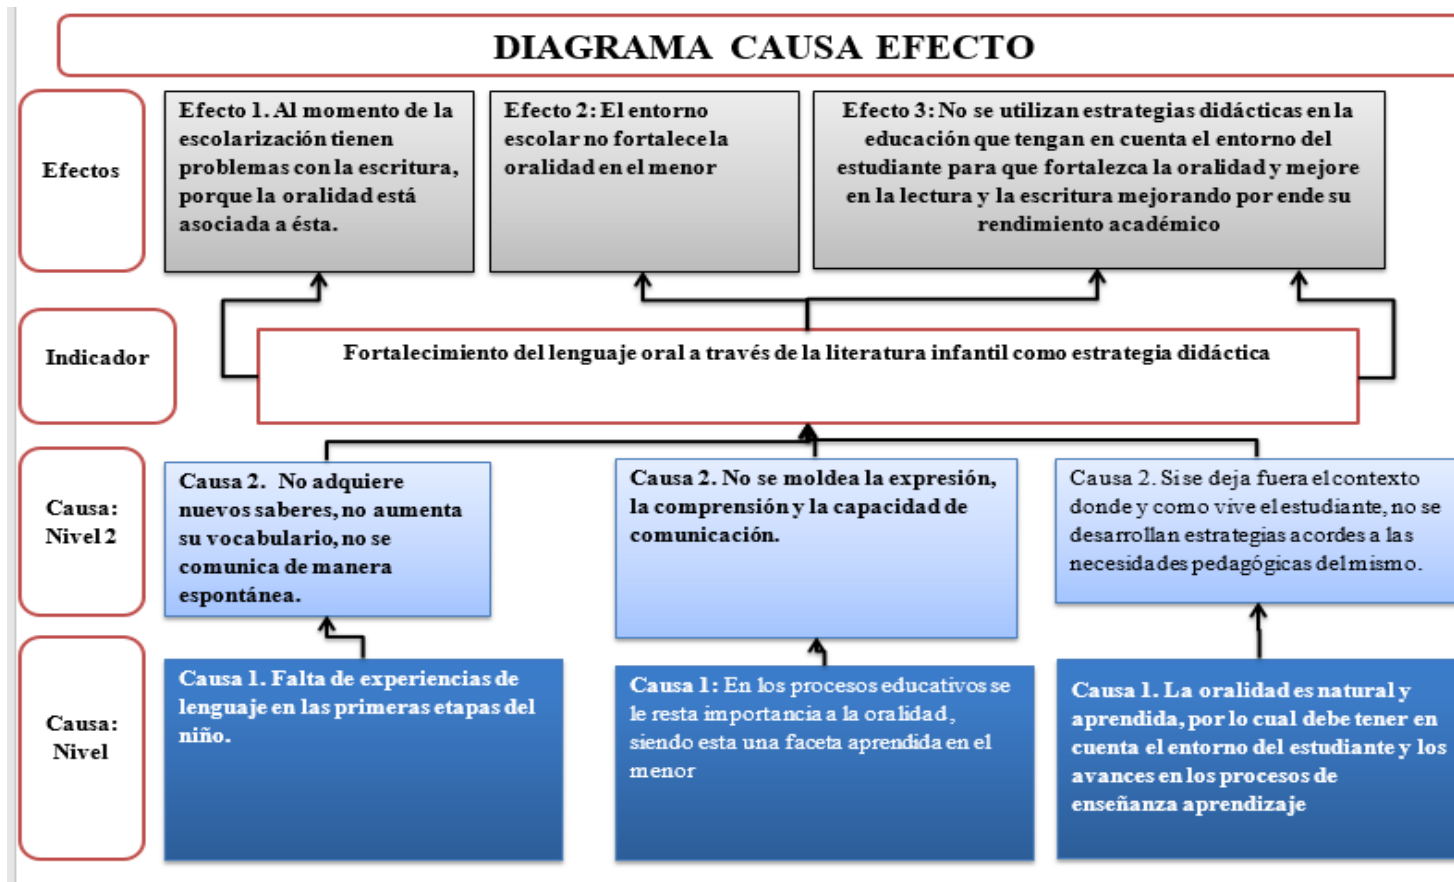 DIAGRAMA CAUSA EFECTO
Efectos
Efecto 1. Al momento de la
escolarización tienen
problemas con la escritura,
porque la oralidad está
asociada a ésta.
Efecto 2: El entorno
escolar no fortalece la
oralidad en el menor
Efecto 3: No se utilizan estrategias didácticas en la
educación que tengan en cuenta el entorno del
estudiante para que fortalezca la oralidad y mejore
en la lectura y la escritura mejorando por ende su
rendimiento académico
Indicador
Fortalecimiento del lenguaje oral a través de la literatura infantil como estrategia didáctica
Causa:
Nivel 2
Causa 2. No adquiere
nuevos saberes, no aumenta
su vocabulario, no se
comunica de manera
espontánea.
Causa 2. No se moldea la expresión,
la comprensión y la capacidad de
comunicación.
Causa 2. Si se deja fuera el contexto
donde y como vive el estudiante, no se
desarrollan estrategias acordes a las
necesidades pedagógicas del mismo.
Causa:
Nivel
Causa 1. Falta de experiencias de
lenguaje en las primeras etapas del
niño.
Causa 1: En los procesos educativos se
le resta importancia a la oralidad,
siendo esta una faceta aprendida en el
menor
Causa 1. La oralidad es natural y
aprendida, por lo cual debe tener en
cuenta el entorno del estudiante y los
avances en los procesos de
enseñanza aprendizaje